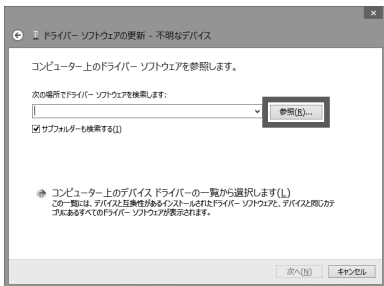 ドライバー ソフトウェアの更新 - 不明なデバイス
コンピューター上のドライバー ソフトウェアを参照します。
次の場所でドライバー ソフトウェアを検索します:
参照(R)...
サブフォルダーも検索する(I)
コンピューター上のデバイス ドライバーの一覧から選択します(L)
この一覧には、デバイスと互換性があるインストールされたドライバー ソフトウェアと、デバイスと同じカテ
ゴリにあるすべてのドライバー ソフトウェアが表示されます。
次へ(N)
キャンセル